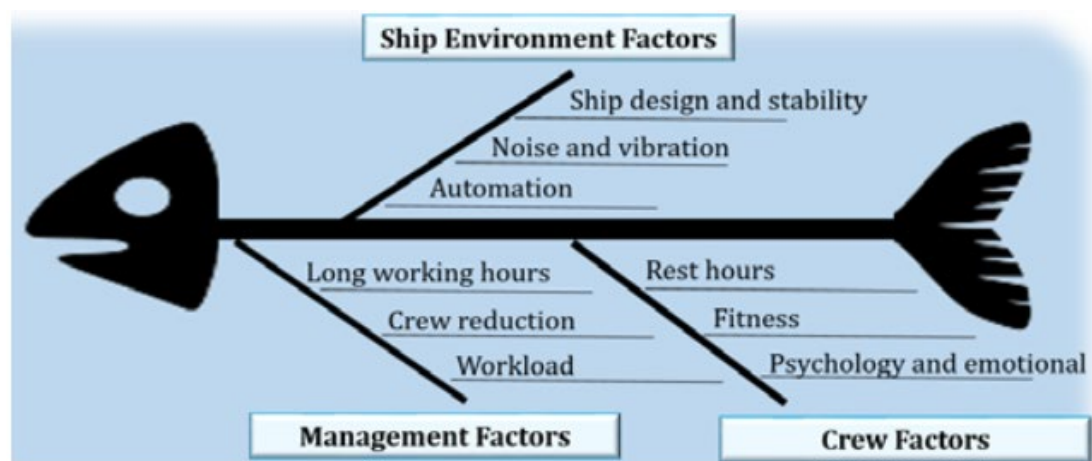 Ship Environment Factors
Ship design and stability
Noise and vibration
Automation
Long working hours
Crew reduction
Workload
Management Factors
Rest hours
Fitness
Psychology and emotional
Crew Factors